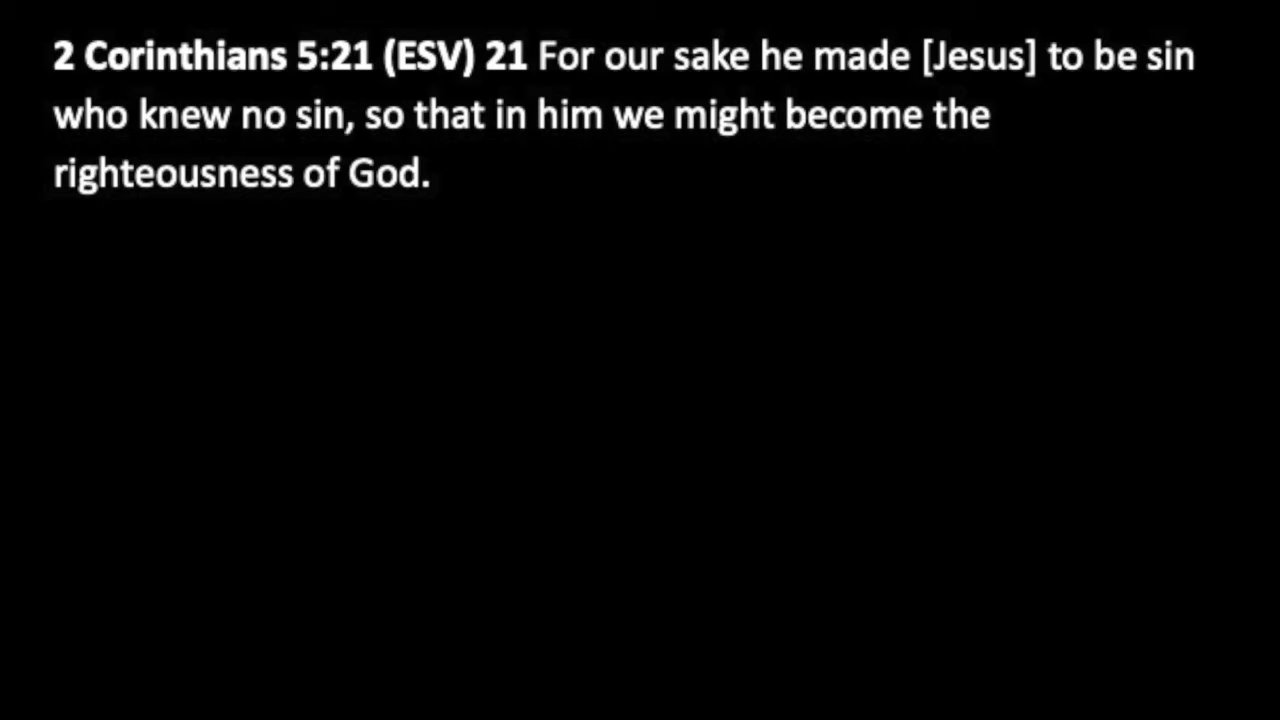 2 Corinthians 5:21 (ESV) 21 For our sake he made [Jesus] to be sin
who knew no sin, so that in him we might become the
righteousness of God.